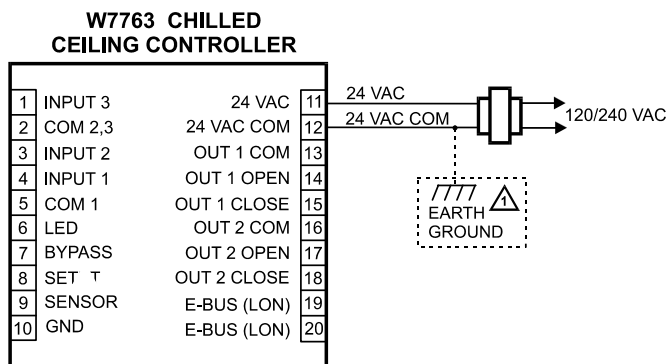 W7763 CHILLED
CEILING CONTROLLER
1 INPUT 3
2 COM 2,3
3 INPUT 2
4 INPUT 1
5 COM 1
6 LED
7 BYPASS
8 SET T
9 SENSOR
10 GND
24 VAC 11
24 VAC COM 12
OUT 1 COM 13
OUT 1 OPEN 14
OUT 1 CLOSE 15
OUT 2 COM 16
OUT 2 OPEN 17
OUT 2 CLOSE 18
E-BUS (LON) 19
E-BUS (LON) 20
24 VAC
24 VAC COM
120/240 VAC
EARTH
GROUND
1